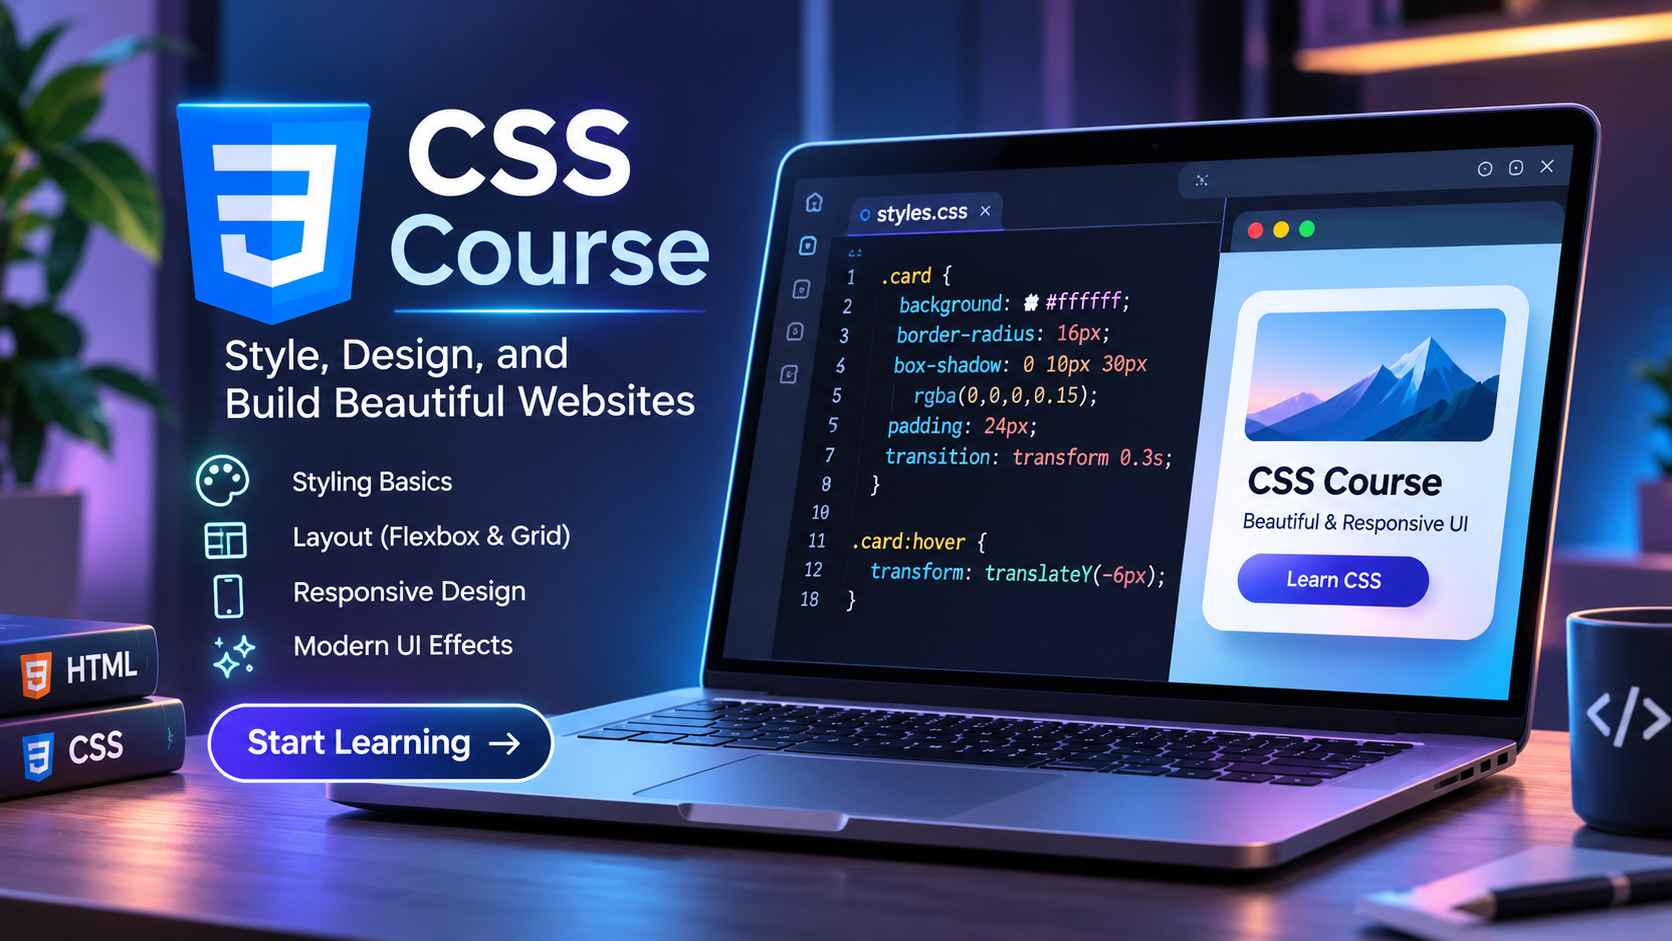 CSS
Course
Style, Design, and
Build Beautiful Websites
Styling Basics
Layout (Flexbox & Grid)
Responsive Design
Modern UI Effects
Start Learning →
HTML
CSS
styles.css ×
1 .card {
2 background: #ffffff;
3 border-radius: 16px;
4 box-shadow: 0 10px 30px
5 rgba(0,0,0,0.15);
5 padding: 24px;
7 transition: transform 0.3s;
8 }
10
11 .card:hover {
12 transform: translateY(-6px);
18 }
CSS Course
Beautiful & Responsive UI
Learn CSS
</>